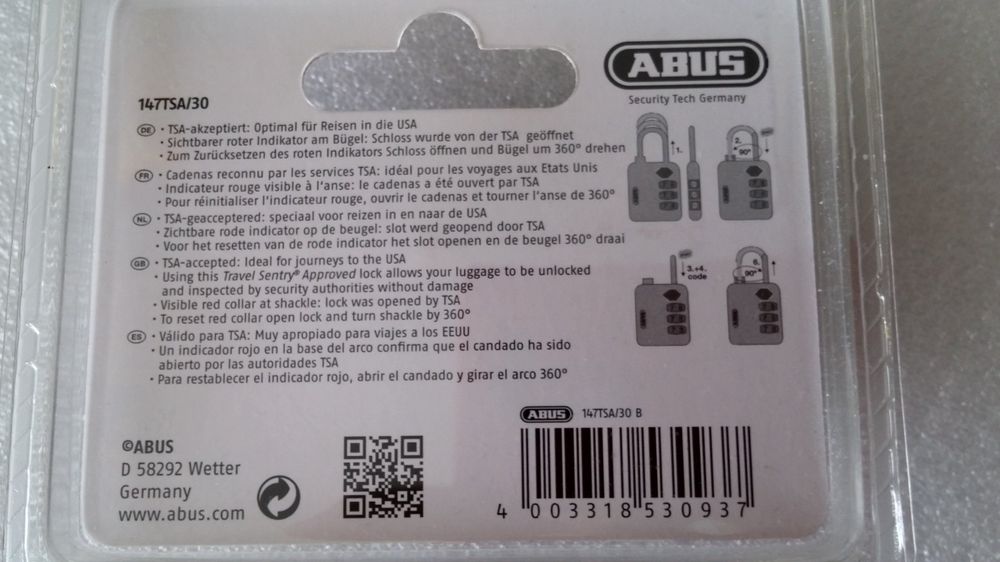 ABUS
Security Tech Germany
147TSA/30
DE • TSA-akzeptiert: Optimal für Reisen in die USA
• Sichtbarer roter Indikator am Bügel: Schloss wurde von der TSA geöffnet
• Zum Zurücksetzen des roten Indikators Schloss öffnen und Bügel um 360° drehen
FR • Cadenas reconnu par les services TSA: idéal pour les voyages aux Etats Unis
• Indicateur rouge visible à l'anse: le cadenas a été ouvert par TSA
• Pour réinitialiser l'indicateur rouge, ouvrir le cadenas et tourner l'anse de 360°
NL • TSA-geaccepteerd: speciaal voor reizen in en naar de USA
• Zichtbare rode indicator op de beugel: slot werd geopend door TSA
• Voor het resetten van de rode indicator het slot openen en de beugel 360° draai
GB • TSA-accepted: Ideal for journeys to the USA
• Using this Travel Sentry® Approved lock allows your luggage to be unlocked
and inspected by security authorities without damage
• Visible red collar at shackle: lock was opened by TSA
• To reset red collar open lock and turn shackle by 360°
ES • Válido para TSA: Muy apropiado para viajes a los EEUU
• Un indicador rojo en la base del arco confirma que el candado ha sido
abierto por las autoridades TSA
• Para restablecer el indicador rojo, abrir el candado y girar el arco 360°
1.
2.
90°
3.+4.
code
6.
90°
ABUS 147TSA/30 B
©ABUS
D 58292 Wetter
Germany
www.abus.com
4 003318 530937